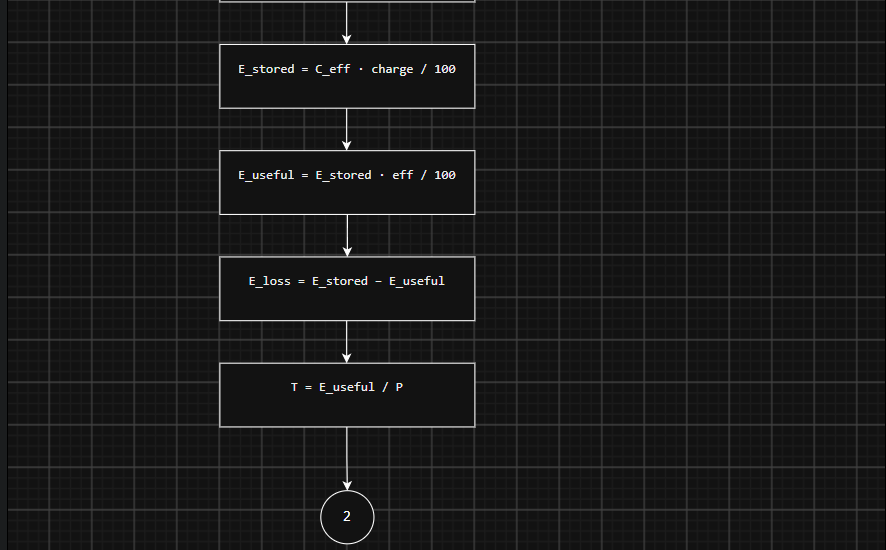 E_stored = C_eff · charge / 100
E_useful = E_stored · eff / 100
E_loss = E_stored − E_useful
T = E_useful / P
2